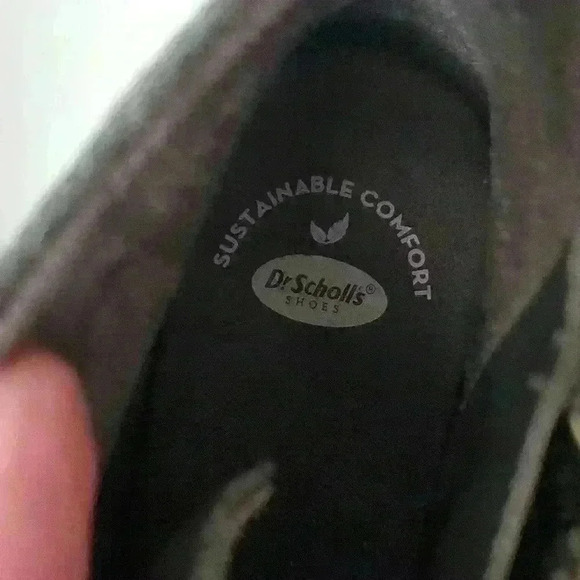 SUSTAINABLE COMFORT
Dr Scholl's®
SHOES